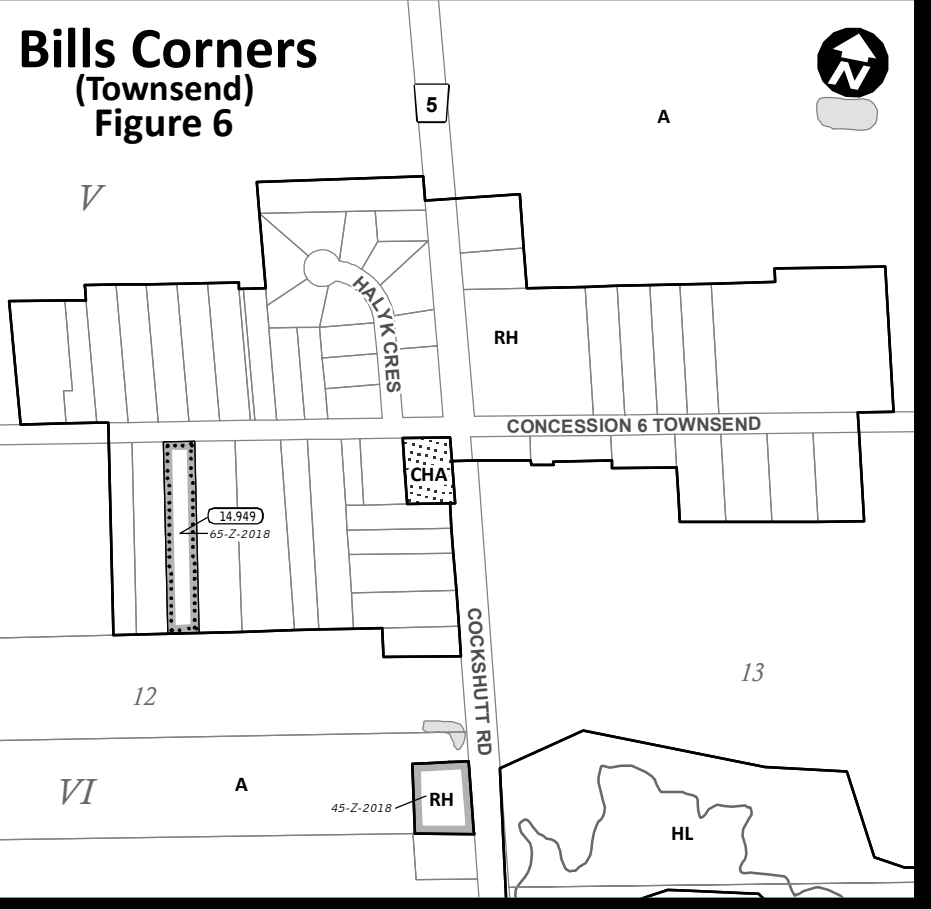 Bills Corners
(Townsend)
Figure 6
N
5
A
V
HALYK CRES
RH
CONCESSION 6 TOWNSEND
CHA
14.949
65-Z-2018
COCKSHUTT RD
13
12
VI
A
45-Z-2018
RH
HL